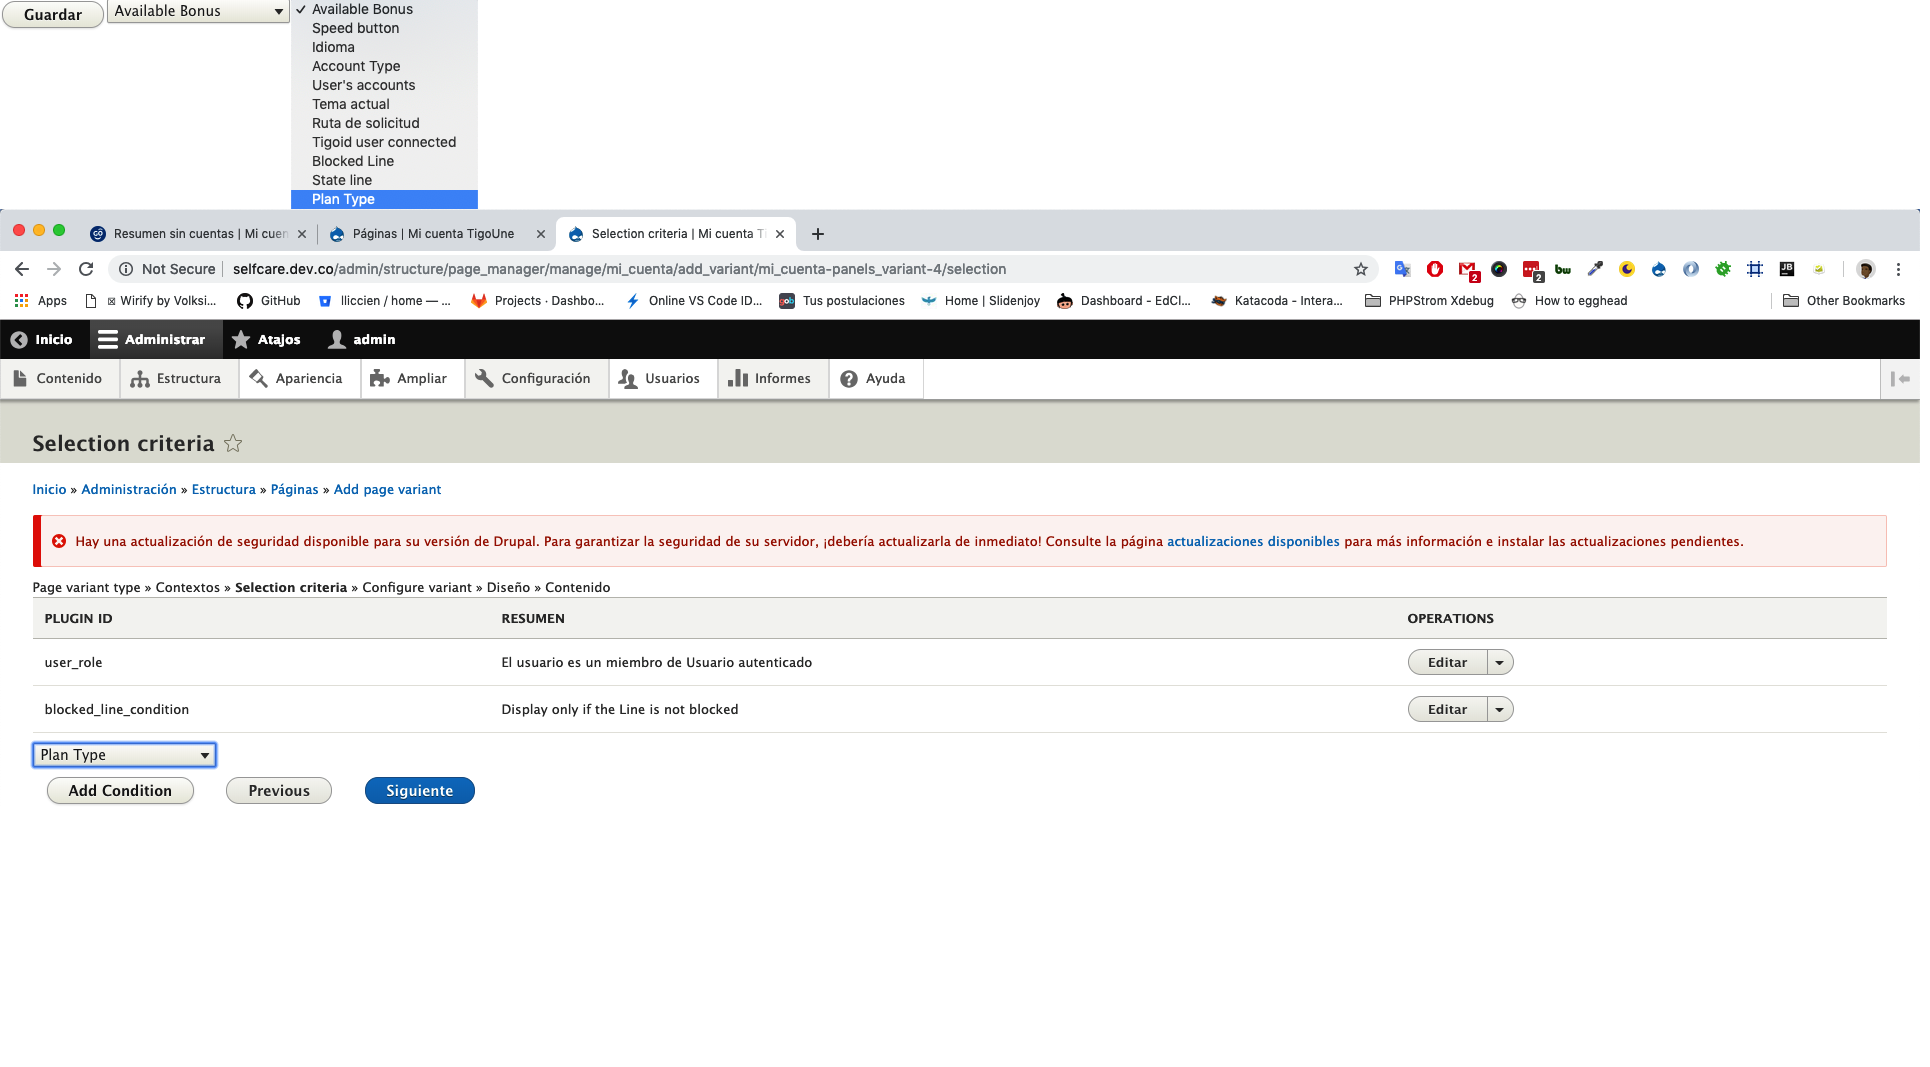 Guardar
Available Bonus
✓ Available Bonus
Speed button
Idioma
Account Type
User's accounts
Tema actual
Ruta de solicitud
Tigoid user connected
Blocked Line
State line
Plan Type
Resumen sin cuentas | Mi cuen
Páginas | Mi cuenta TigoUne
Selection criteria | Mi cuenta Ti
Not Secure
selfcare.dev.co/admin/structure/page_manager/manage/mi_cuenta/add_variant/mi_cuenta-panels_variant-4/selection
2
2
bw
JB
Apps
Wirify by Volksi...
GitHub
lliccien / home — ...
Projects · Dashbo...
Online VS Code ID...
gob
Tus postulaciones
Home | Slidenjoy
Dashboard - EdCl...
Katacoda - Intera...
PHPStrom Xdebug
How to egghead
Other Bookmarks
Inicio
Administrar
Atajos
admin
Contenido
Estructura
Apariencia
Ampliar
Configuración
Usuarios
Informes
Ayuda
Selection criteria
Inicio » Administración » Estructura » Páginas » Add page variant
Hay una actualización de seguridad disponible para su versión de Drupal. Para garantizar la seguridad de su servidor, ¡debería actualizarla de inmediato! Consulte la página actualizaciones disponibles para más información e instalar las actualizaciones pendientes.
Page variant type » Contextos » Selection criteria » Configure variant » Diseño » Contenido
PLUGIN ID
RESUMEN
OPERATIONS
user_role
El usuario es un miembro de Usuario autenticado
Editar
blocked_line_condition
Display only if the Line is not blocked
Editar
Plan Type
Add Condition
Previous
Siguiente